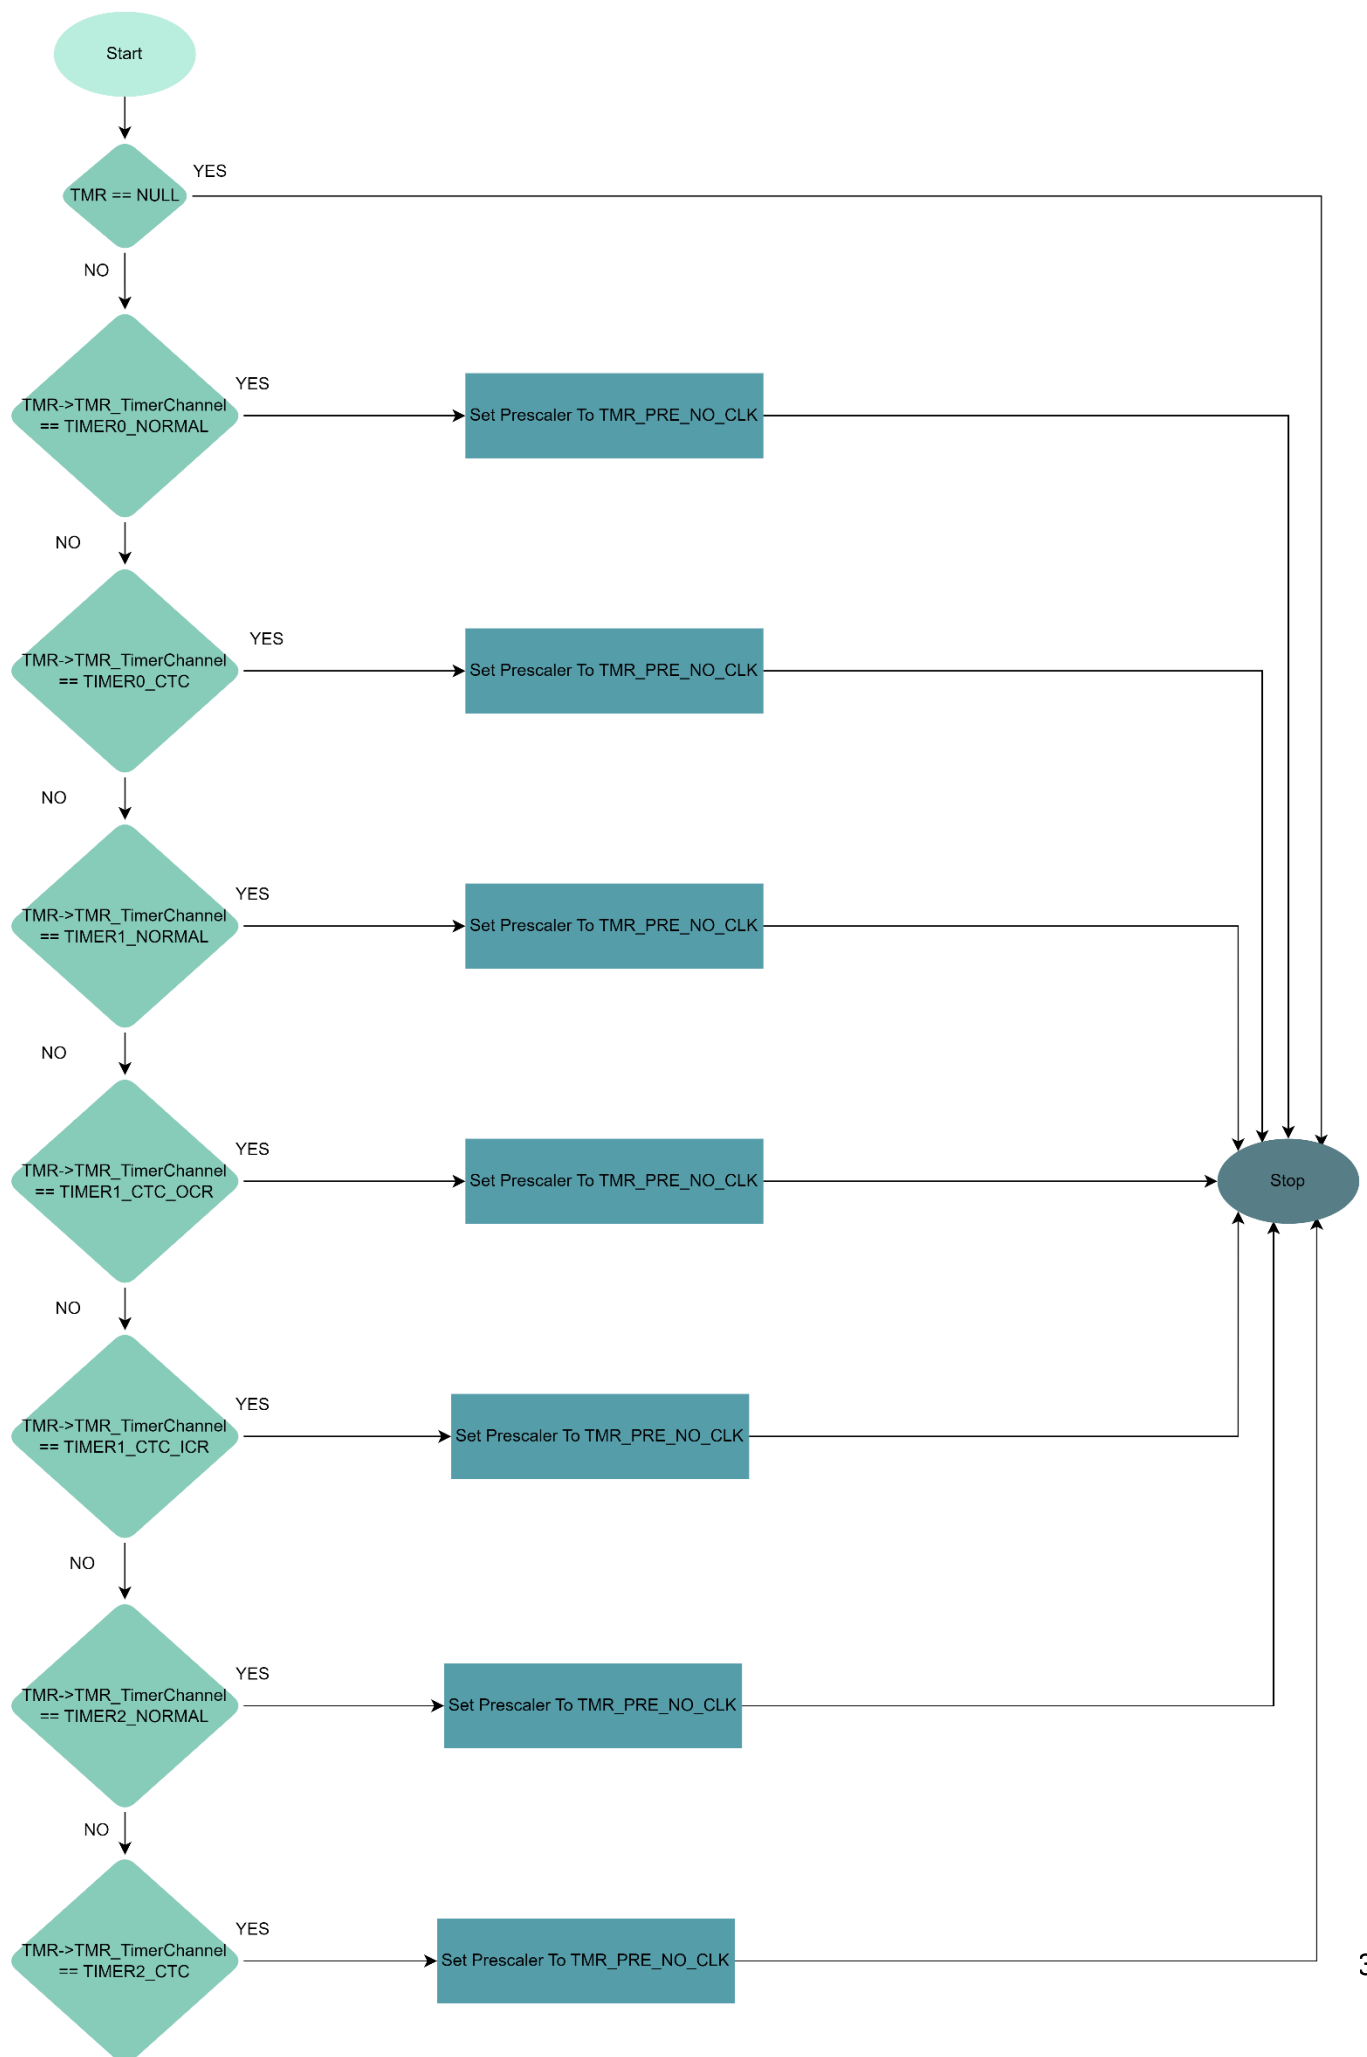 Start
TMR == NULL
YES
NO
TMR->TMR_TimerChannel
== TIMER0_NORMAL
YES
Set Prescaler To TMR_PRE_NO_CLK
NO
TMR->TMR_TimerChannel
== TIMER0_CTC
YES
Set Prescaler To TMR_PRE_NO_CLK
NO
TMR->TMR_TimerChannel
== TIMER1_NORMAL
YES
Set Prescaler To TMR_PRE_NO_CLK
NO
TMR->TMR_TimerChannel
== TIMER1_CTC_OCR
YES
Set Prescaler To TMR_PRE_NO_CLK
Stop
NO
TMR->TMR_TimerChannel
== TIMER1_CTC_ICR
YES
Set Prescaler To TMR_PRE_NO_CLK
NO
TMR->TMR_TimerChannel
== TIMER2_NORMAL
YES
Set Prescaler To TMR_PRE_NO_CLK
NO
TMR->TMR_TimerChannel
== TIMER2_CTC
YES
Set Prescaler To TMR_PRE_NO_CLK